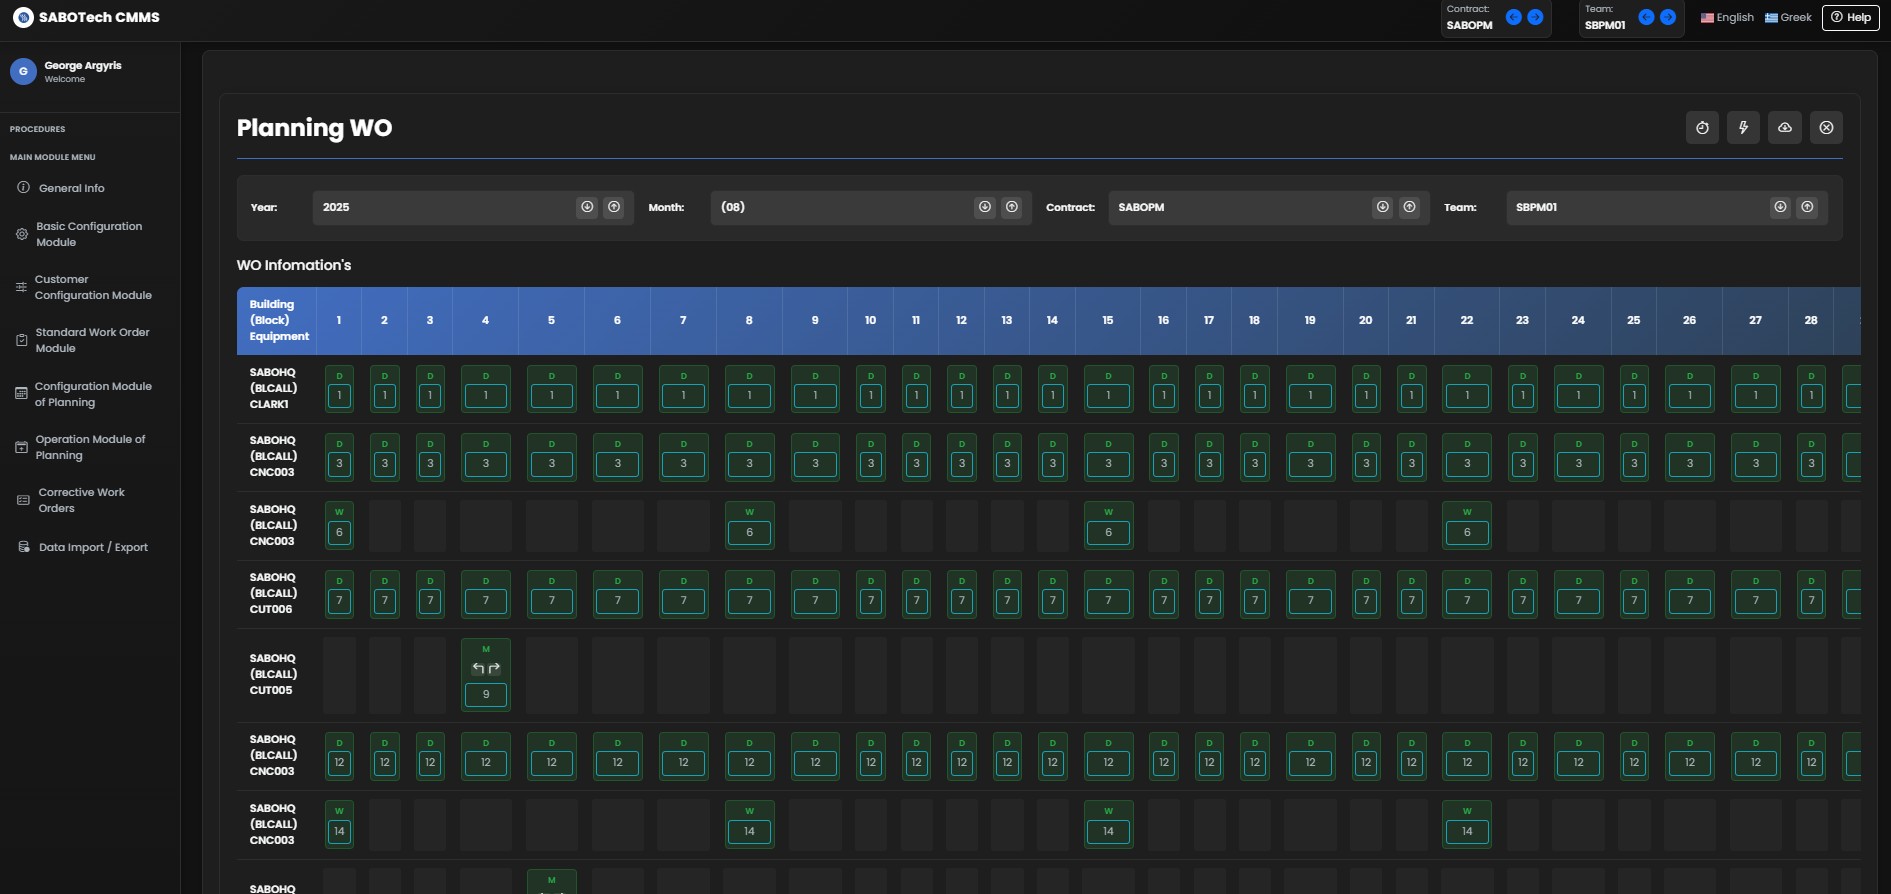 SABOTech CMMS
Contract:
SABOPM
Team:
SBPM01
English
Greek
Help
G
George Argyris
Welcome
PROCEDURES
MAIN MODULE MENU
General Info
Basic Configuration
Module
Customer
Configuration Module
Standard Work Order
Module
Configuration Module
of Planning
Operation Module of
Planning
Corrective Work
Orders
Data Import / Export
Planning WO
Year: 2025 Month: (08) Contract: SABOPM Team: SBPM01
WO Infomation's
Building
(Block)
Equipment
1 2 3 4 5 6 7 8 9 10 11 12 13 14 15 16 17 18 19 20 21 22 23 24 25 26 27 28
SABOHQ
(BLCALL)
CLARK1
D D D D D D D D D D D D D D D D D D D D D D D D D D D D
1 1 1 1 1 1 1 1 1 1 1 1 1 1 1 1 1 1 1 1 1 1 1 1 1 1 1 1
SABOHQ
(BLCALL)
CNC003
D D D D D D D D D D D D D D D D D D D D D D D D D D D D
3 3 3 3 3 3 3 3 3 3 3 3 3 3 3 3 3 3 3 3 3 3 3 3 3 3 3 3
SABOHQ
(BLCALL)
CNC003
W W W W
6 6 6 6
SABOHQ
(BLCALL)
CUT006
D D D D D D D D D D D D D D D D D D D D D D D D D D D D
7 7 7 7 7 7 7 7 7 7 7 7 7 7 7 7 7 7 7 7 7 7 7 7 7 7 7 7
SABOHQ
(BLCALL)
CUT005
M
9
SABOHQ
(BLCALL)
CNC003
D D D D D D D D D D D D D D D D D D D D D D D D D D D D
12 12 12 12 12 12 12 12 12 12 12 12 12 12 12 12 12 12 12 12 12 12 12 12 12 12 12 12
SABOHQ
(BLCALL)
CNC003
W W W W
14 14 14 14
SABOHQ
M